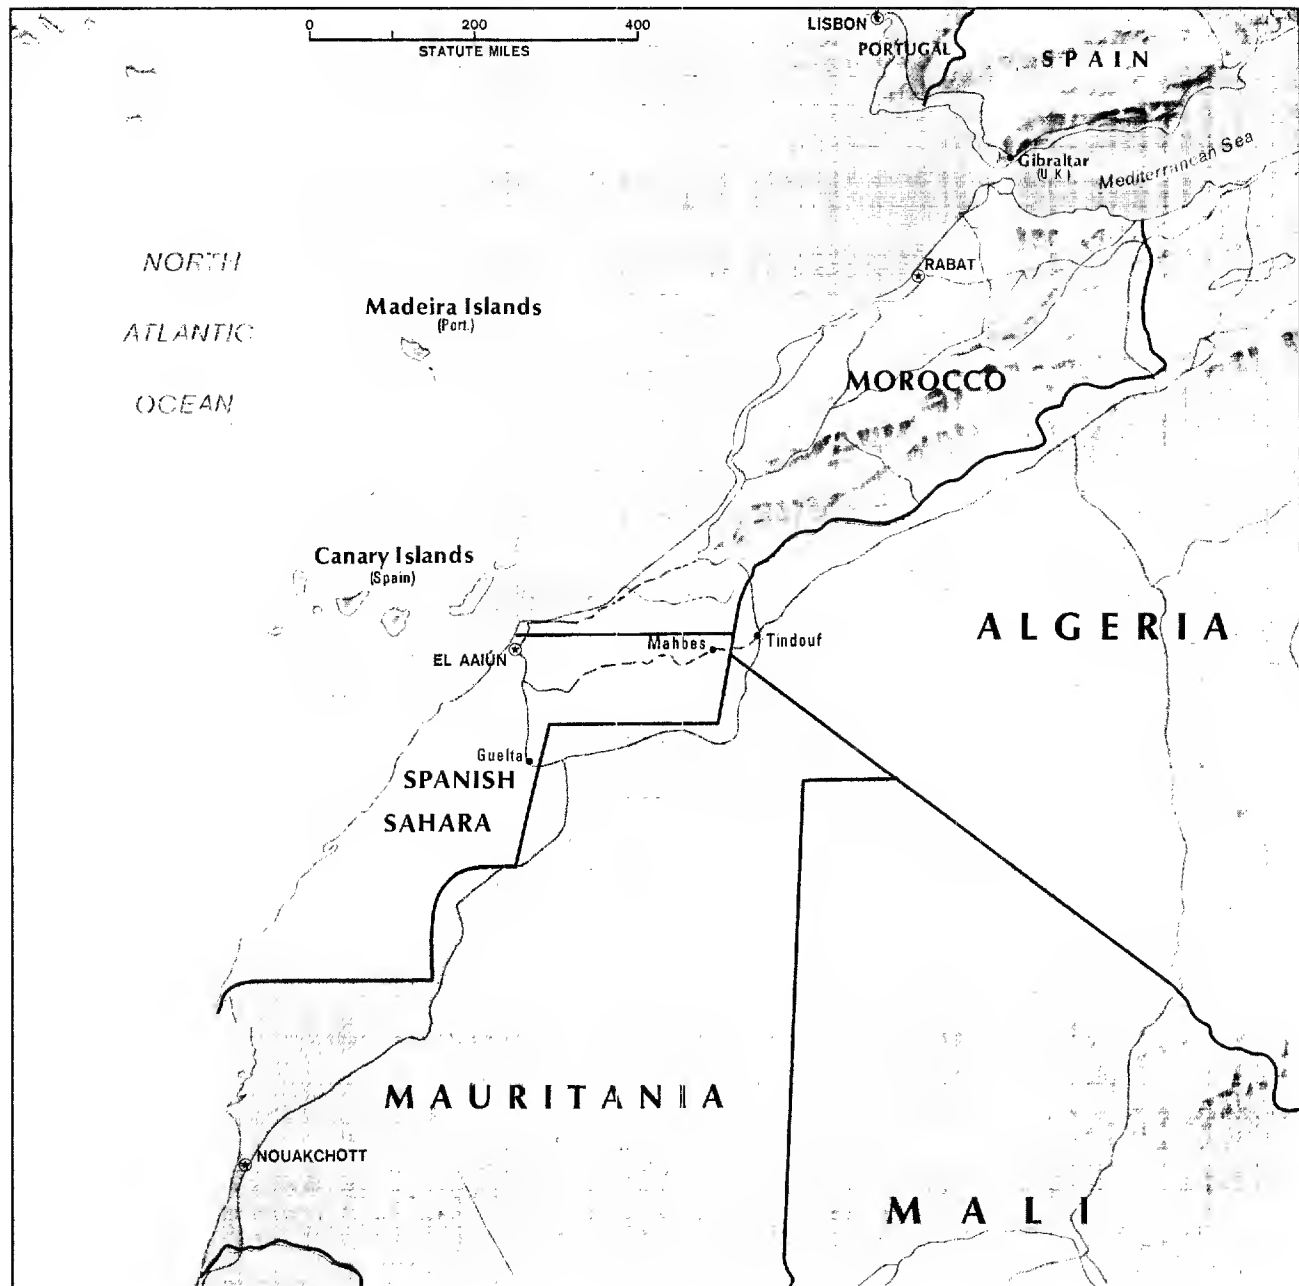 0 200 400
STATUTE MILES
LISBON
PORTUGAL
SPAIN
Gibraltar
(U.K.)
Mediterranean Sea
NORTH
ATLANTIC
OCEAN
RABAT
Madeira Islands
(Port.)
MOROCCO
Canary Islands
(Spain)
ALGERIA
EL AAIÚN
Mahbes
Tindouf
Guelta
SPANISH
SAHARA
MAURITANIA
NOUAKCHOTT
MALI